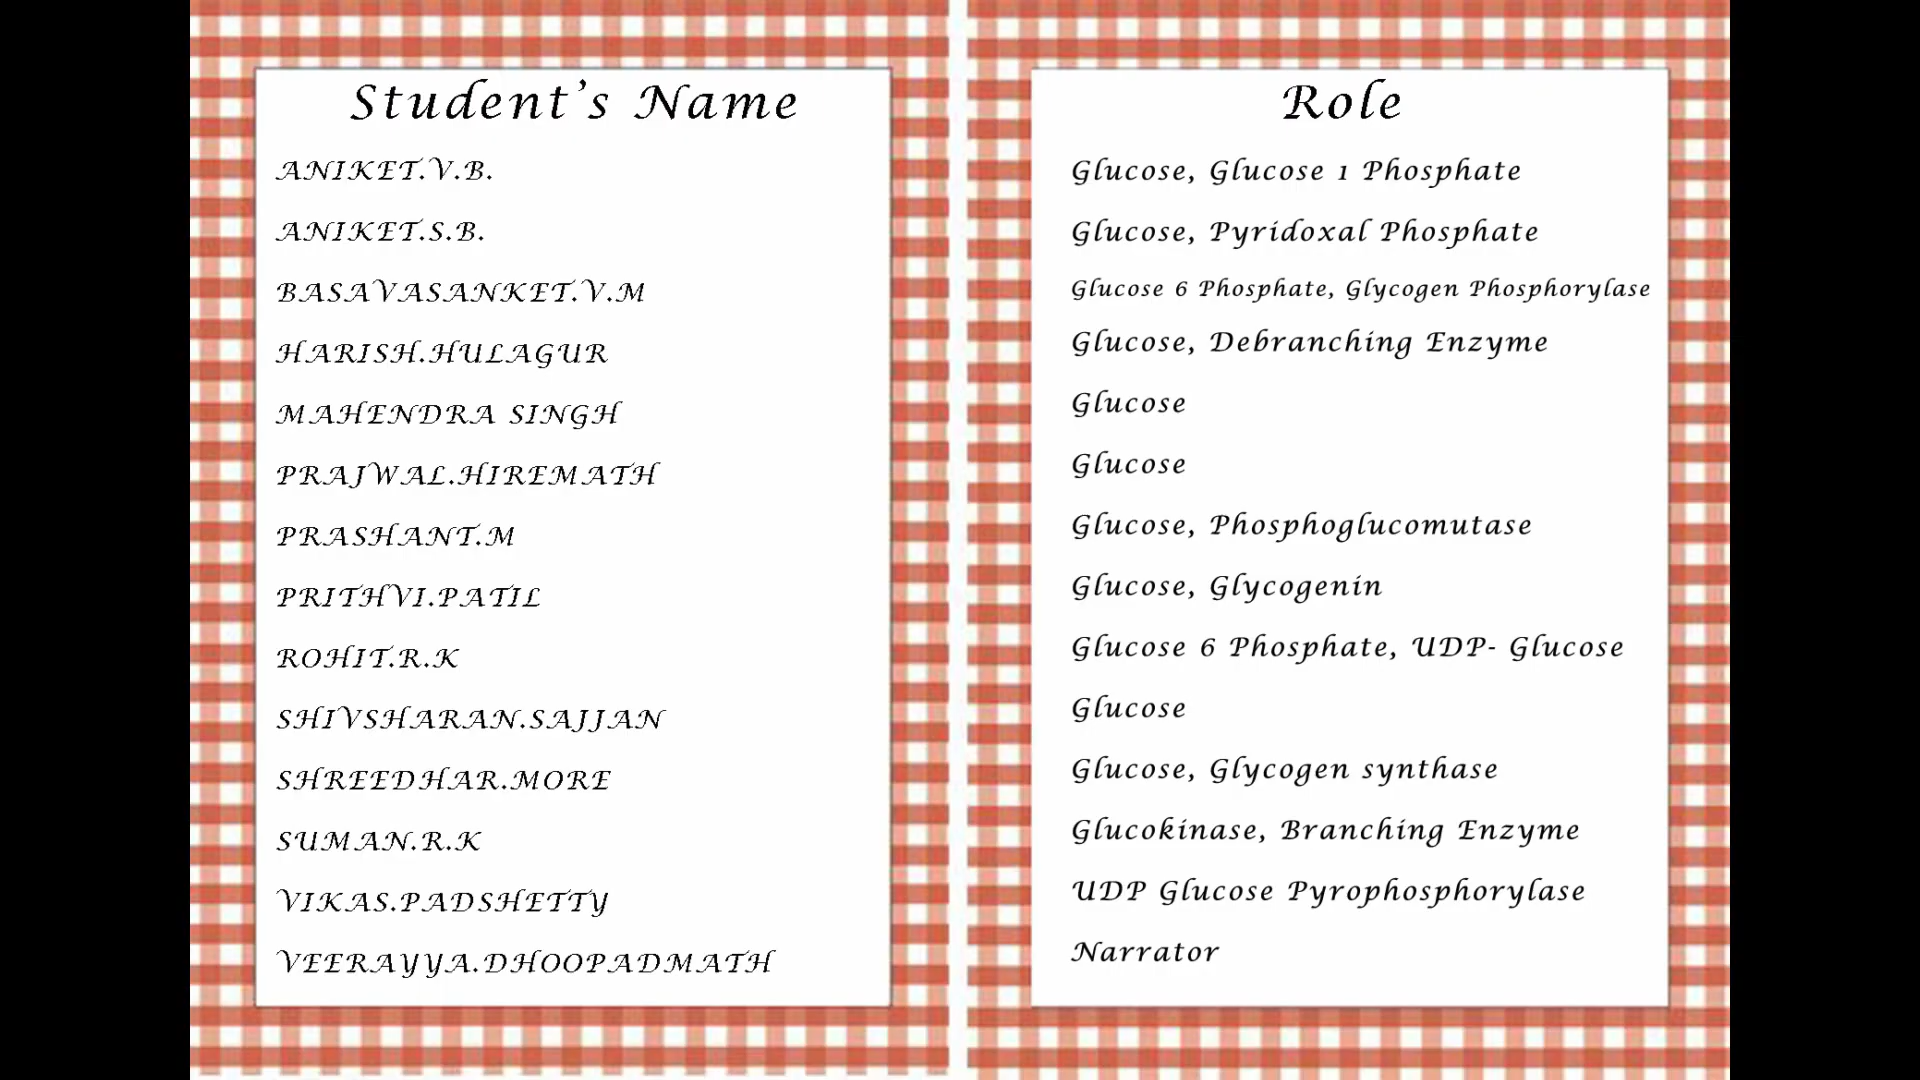 Student's Name
ANIKET.V.B.
ANIKET.S.B.
BASAVASANKET.V.M
HARISH.HULAGUR
MAHENDRA SINGH
PRAJWAL.HIREMATH
PRASHANT.M
PRITHVI.PATIL
ROHIT.R.K
SHIVSHARAN.SAJJAN
SHREEDHAR.MORE
SUMAN.R.K
VIKAS.PADSHETTY
VEERAYYA.DHOOPADMATH
Role
Glucose, Glucose 1 Phosphate
Glucose, Pyridoxal Phosphate
Glucose 6 Phosphate, Glycogen Phosphorylase
Glucose, Debranching Enzyme
Glucose
Glucose
Glucose, Phosphoglucomutase
Glucose, Glycogenin
Glucose 6 Phosphate, UDP- Glucose
Glucose
Glucose, Glycogen synthase
Glucokinase, Branching Enzyme
UDP Glucose Pyrophosphorylase
Narrator